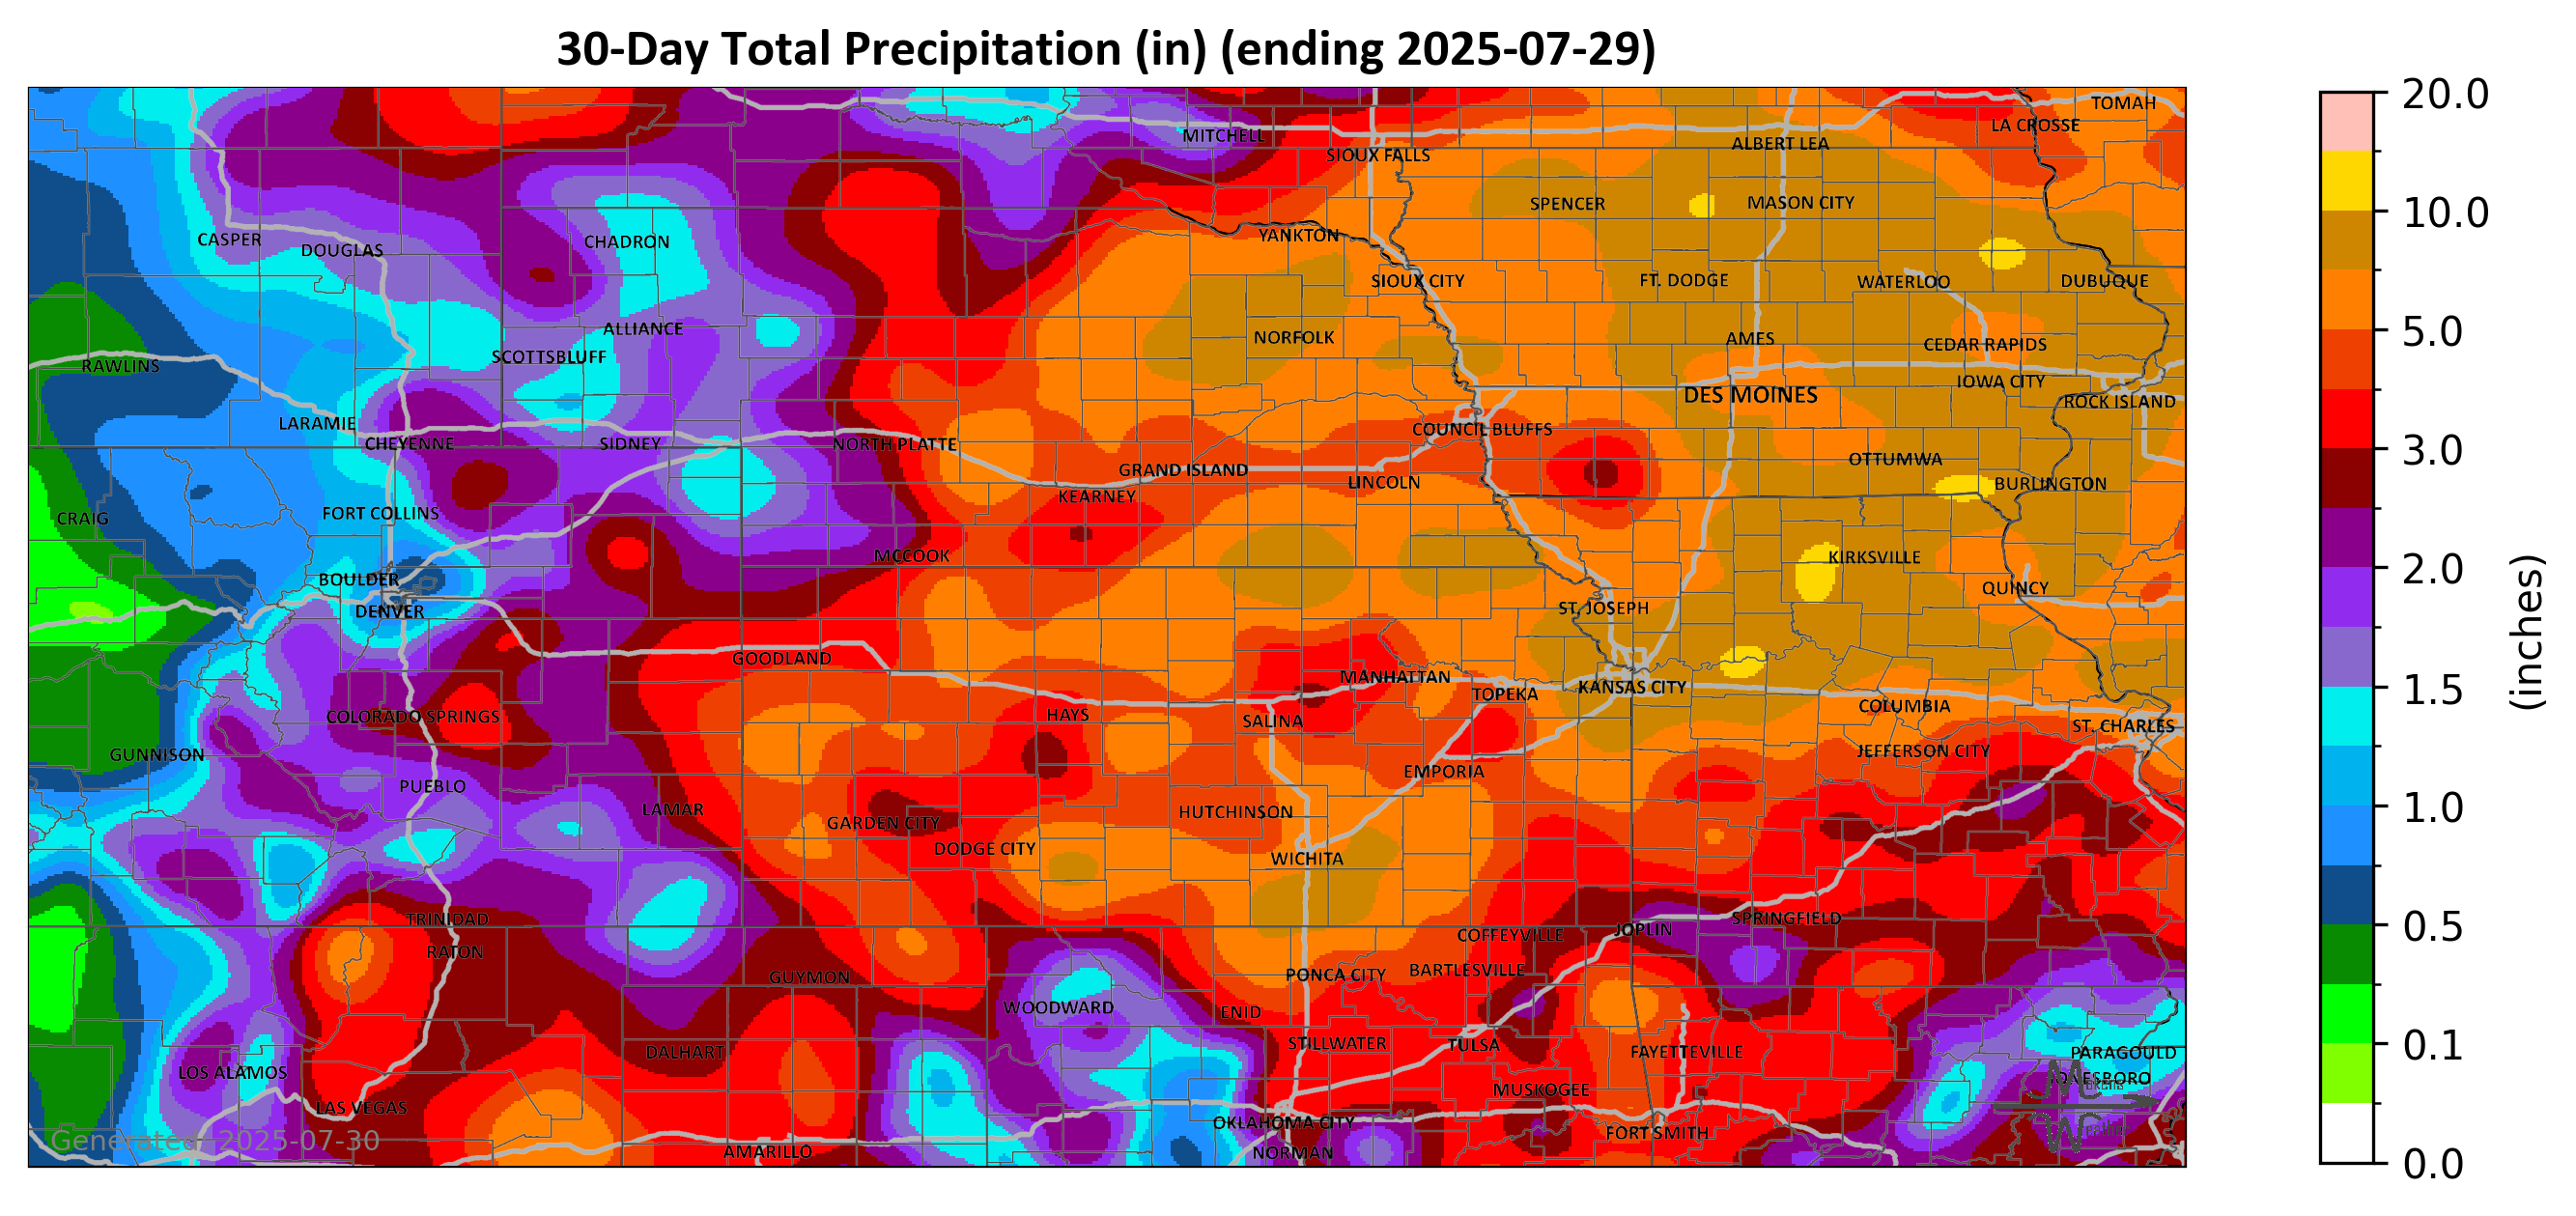 30-Day Total Precipitation (in) (ending 2025-07-29)
TOMAH
LA CROSSE
MITCHELL
SIOUX FALLS
ALBERT LEA
SPENCER
MASON CITY
CASPER
DOUGLAS
CHADRON
YANKTON
SIOUX CITY
FT. DODGE
WATERLOO
DUBUQUE
ALLIANCE
NORFOLK
AMES
CEDAR RAPIDS
SCOTTSBLUFF
RAWLINS
IOWA CITY
DES MOINES
ROCK ISLAND
LARAMIE
CHEYENNE
SIDNEY
NORTH PLATTE
COUNCIL BLUFFS
GRAND ISLAND
OTTUMWA
LINCOLN
BURLINGTON
KEARNEY
CRAIG
FORT COLLINS
MCCOOK
KIRKSVILLE
BOULDER
QUINCY
DENVER
ST. JOSEPH
GOODLAND
MANHATTAN
TOPEKA
KANSAS CITY
COLORADO SPRINGS
HAYS
SALINA
COLUMBIA
ST. CHARLES
GUNNISON
JEFFERSON CITY
EMPORIA
PUEBLO
LAMAR
GARDEN CITY
HUTCHINSON
DODGE CITY
WICHITA
TRINIDAD
SPRINGFIELD
JOPLIN
COFFEYVILLE
RATON
GUYMON
PONCA CITY
BARTLESVILLE
WOODWARD
ENID
STILLWATER
TULSA
DALHART
FAYETTEVILLE
PARAGOULD
LOS ALAMOS
JONESBORO
MUSKOGEE
LAS VEGAS
OKLAHOMA CITY
FORT SMITH
AMARILLO
NORMAN
Generated: 2025-07-30
20.0
10.0
5.0
3.0
2.0
1.5
1.0
0.5
0.1
0.0
(inches)